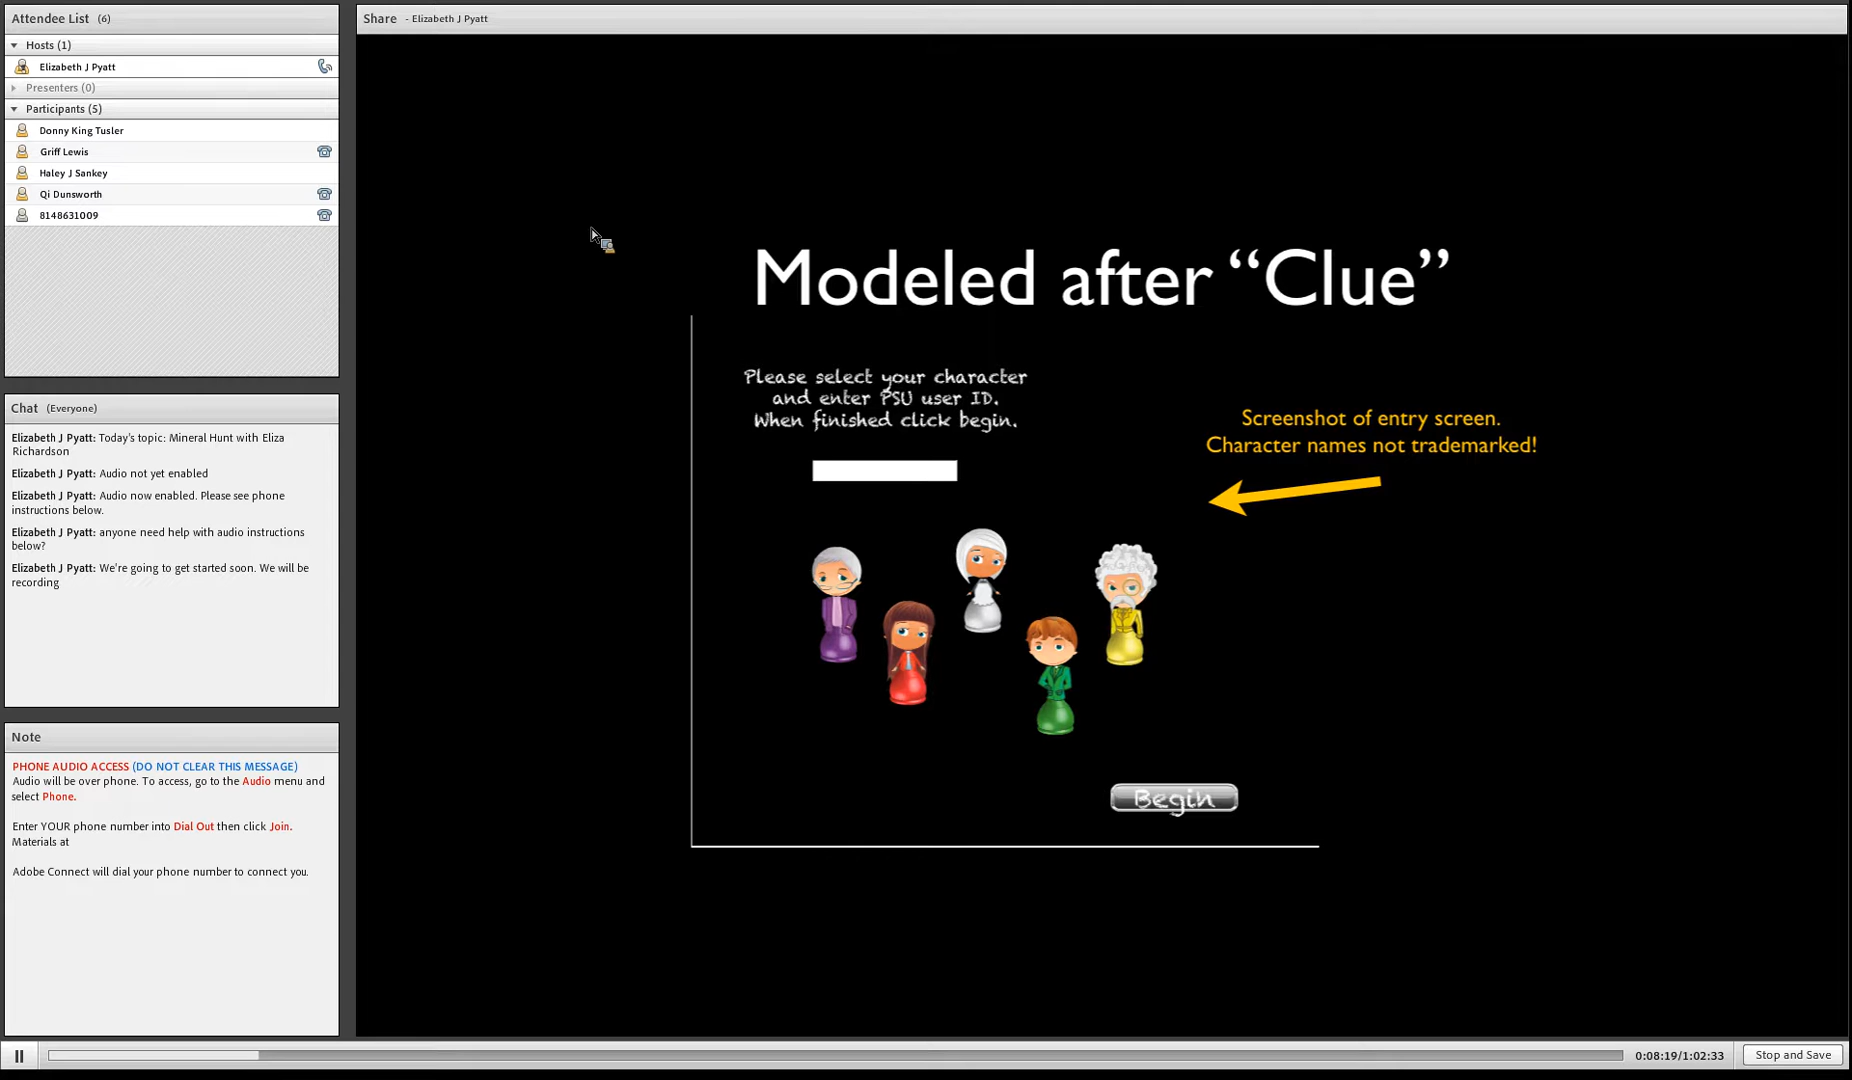 Attendee List (6)
Hosts (1)
Elizabeth J Pyatt
Presenters (0)
Participants (5)
Donny King Tusler
Griff Lewis
Haley J Sankey
Qi Dunsworth
8148631009
Chat (Everyone)
Elizabeth J Pyatt: Today's topic: Mineral Hunt with Eliza
Richardson
Elizabeth J Pyatt: Audio not yet enabled
Elizabeth J Pyatt: Audio now enabled. Please see phone
instructions below.
Elizabeth J Pyatt: anyone need help with audio instructions
below?
Elizabeth J Pyatt: We're going to get started soon. We will be
recording
Note
PHONE AUDIO ACCESS (DO NOT CLEAR THIS MESSAGE)
Audio will be over phone. To access, go to the Audio menu and
select Phone.
Enter YOUR phone number into Dial Out then click Join.
Materials at
Adobe Connect will dial your phone number to connect you.
Share - Elizabeth J Pyatt
Modeled after “Clue”
Please select your character
and enter PSU user ID.
When finished click begin.
Screenshot of entry screen.
Character names not trademarked!
Begin
0:08:19/1:02:33
Stop and Save